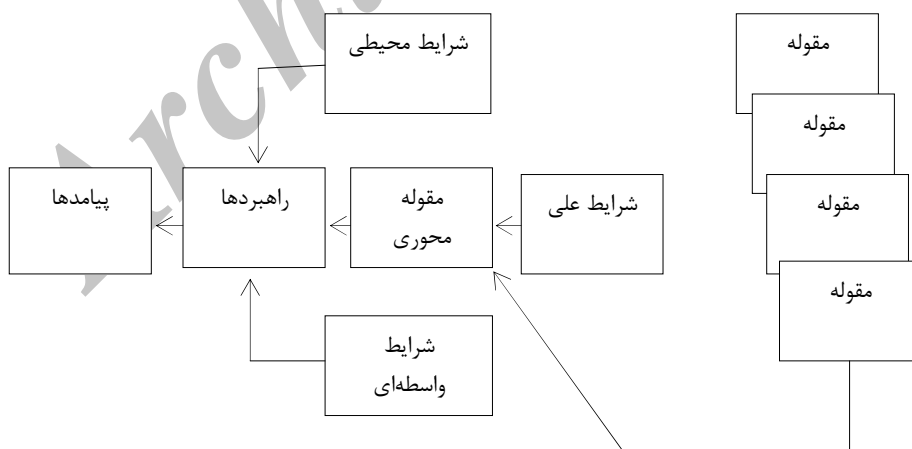 مقوله
مقوله
مقوله
مقوله
شرایط محیطی
شرایط علی
مقوله
محوری
راهبردها
پیامدها
شرایط
واسطه‌ای